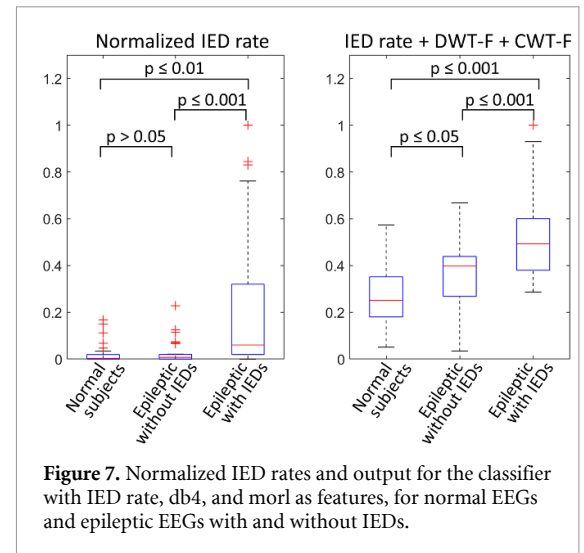 Normalized IED rate
p ≤ 0.01
p ≤ 0.001
p > 0.05
1.2
1
0.8
0.6
0.4
0.2
0
Normal subjects
Epileptic without IEDs
Epileptic with IEDs
IED rate + DWT-F + CWT-F
p ≤ 0.001
p ≤ 0.001
p ≤ 0.05
1.2
1
0.8
0.6
0.4
0.2
0
Normal subjects
Epileptic without IEDs
Epileptic with IEDs
Figure 7. Normalized IED rates and output for the classifier
with IED rate, db4, and morl as features, for normal EEGs
and epileptic EEGs with and without IEDs.